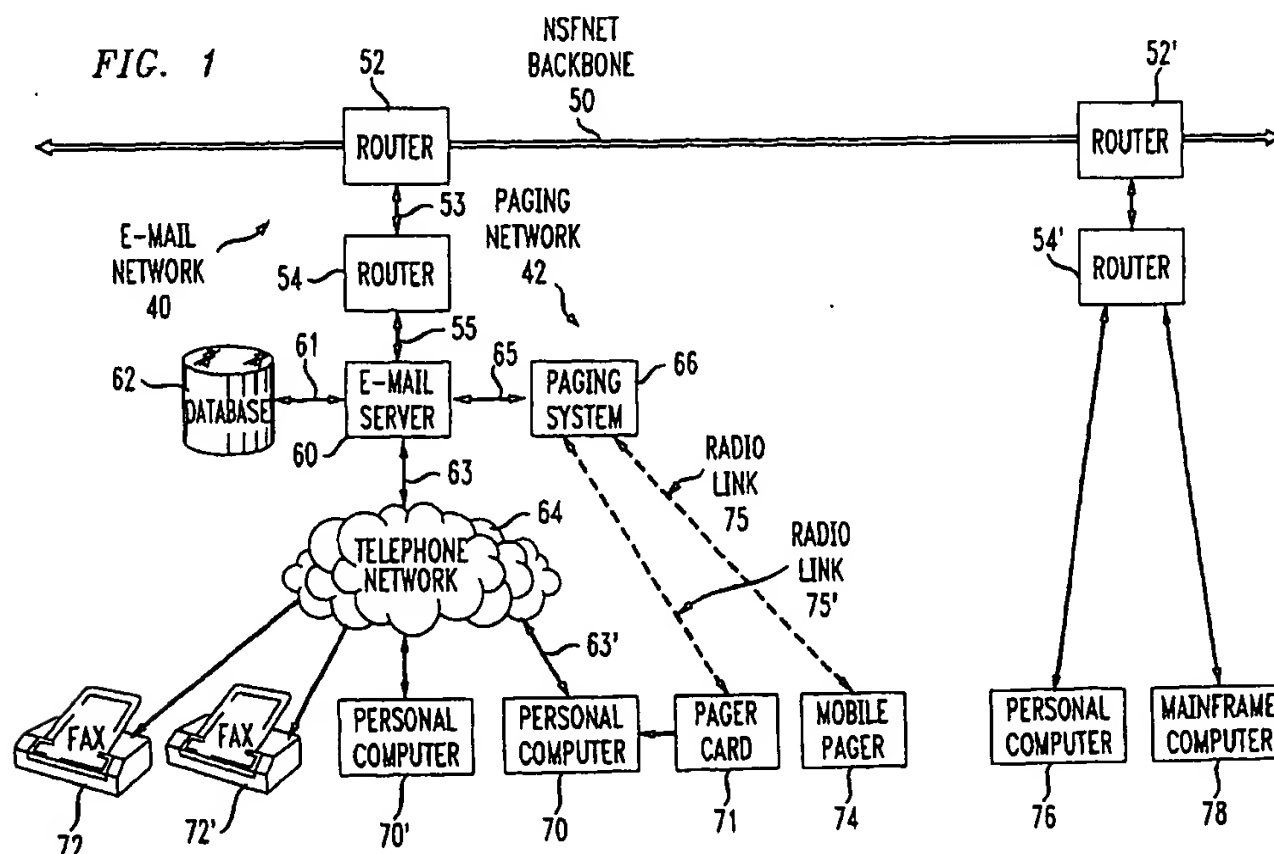 FIG. 1
NSFNET
BACKBONE
50
52
52'
ROUTER
ROUTER
53
E-MAIL
NETWORK
40
PAGING
NETWORK
42
54
ROUTER
54'
ROUTER
55
62
DATABASE
61
E-MAIL
SERVER
60
65
PAGING
SYSTEM
66
63
64
TELEPHONE
NETWORK
RADIO
LINK
75
RADIO
LINK
75'
63'
FAX
72
FAX
72'
PERSONAL
COMPUTER
70'
PERSONAL
COMPUTER
70
PAGER
CARD
71
MOBILE
PAGER
74
PERSONAL
COMPUTER
76
MAINFRAME
COMPUTER
78